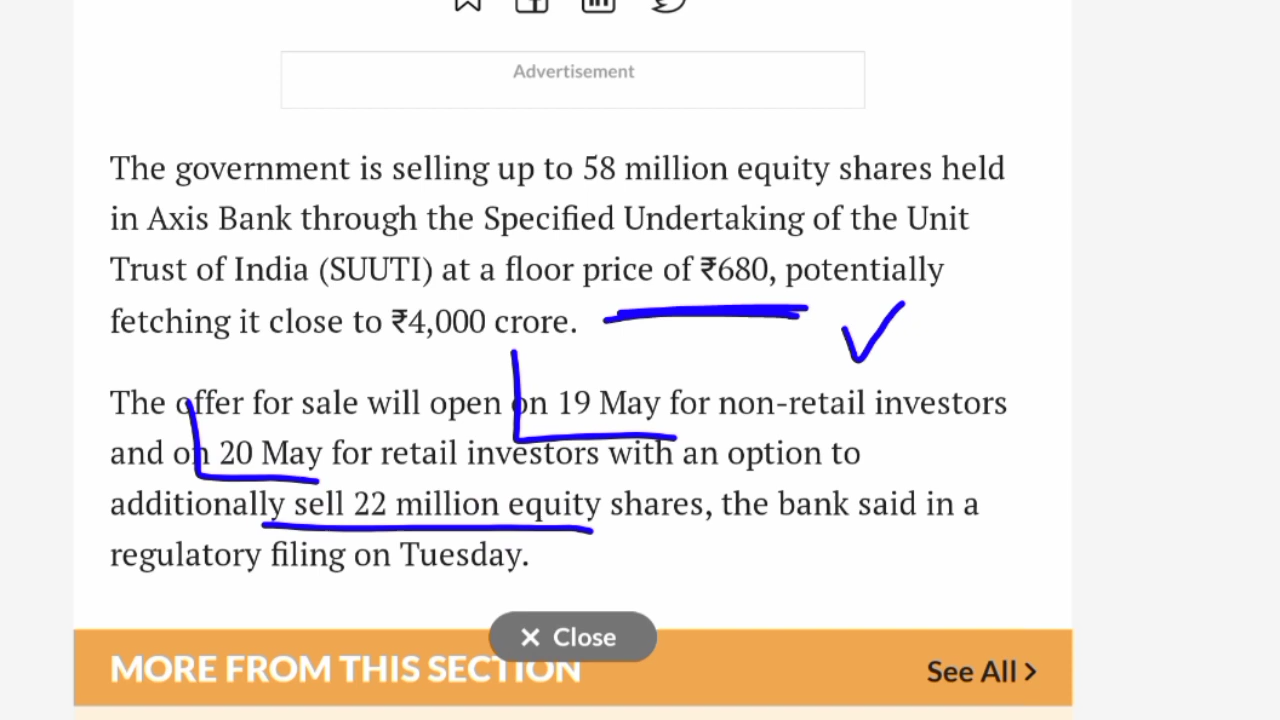 Advertisement
The government is selling up to 58 million equity shares held
in Axis Bank through the Specified Undertaking of the Unit
Trust of India (SUUTI) at a floor price of ₹680, potentially
fetching it close to ₹4,000 crore.
The offer for sale will open on 19 May for non-retail investors
and on 20 May for retail investors with an option to
additionally sell 22 million equity shares, the bank said in a
regulatory filing on Tuesday.
× Close
MORE FROM THIS SECTION
See All >